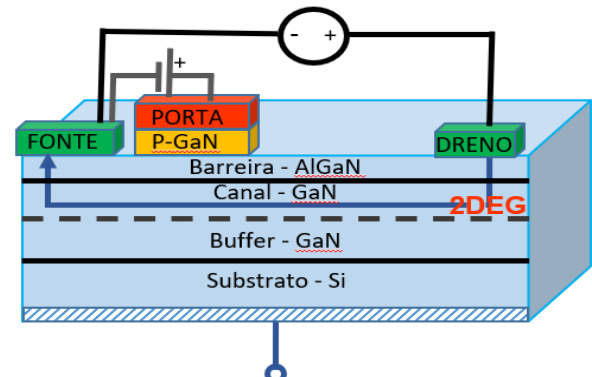 - +
+
PORTA
FONTE
P-GaN
DRENO
Barreira - AlGaN
Canal - GaN
2DEG
Buffer - GaN
Substrato - Si